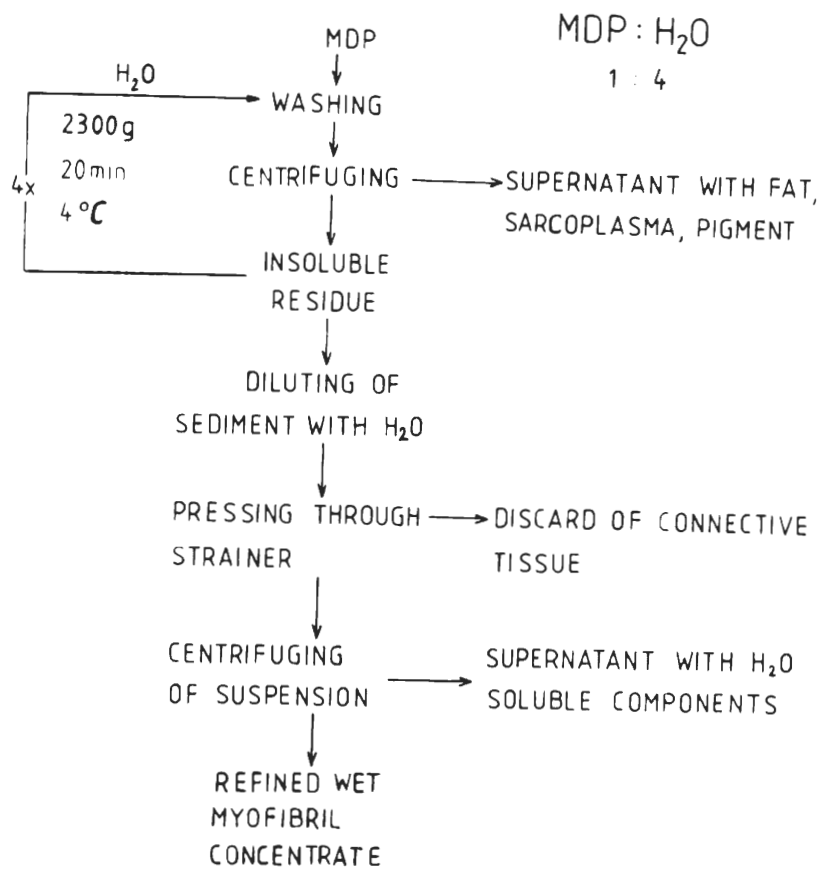 MDP
MDP : H₂O
1 : 4
H₂O
WASHING
2300g
20min
4 °C
4x
CENTRIFUGING
SUPERNATANT WITH FAT,
SARCOPLASMA, PIGMENT
INSOLUBLE
RESIDUE
DILUTING OF
SEDIMENT WITH H₂O
PRESSING THROUGH
STRAINER
DISCARD OF CONNECTIVE
TISSUE
CENTRIFUGING
OF SUSPENSION
SUPERNATANT WITH H₂O
SOLUBLE COMPONENTS
REFINED WET
MYOFIBRIL
CONCENTRATE